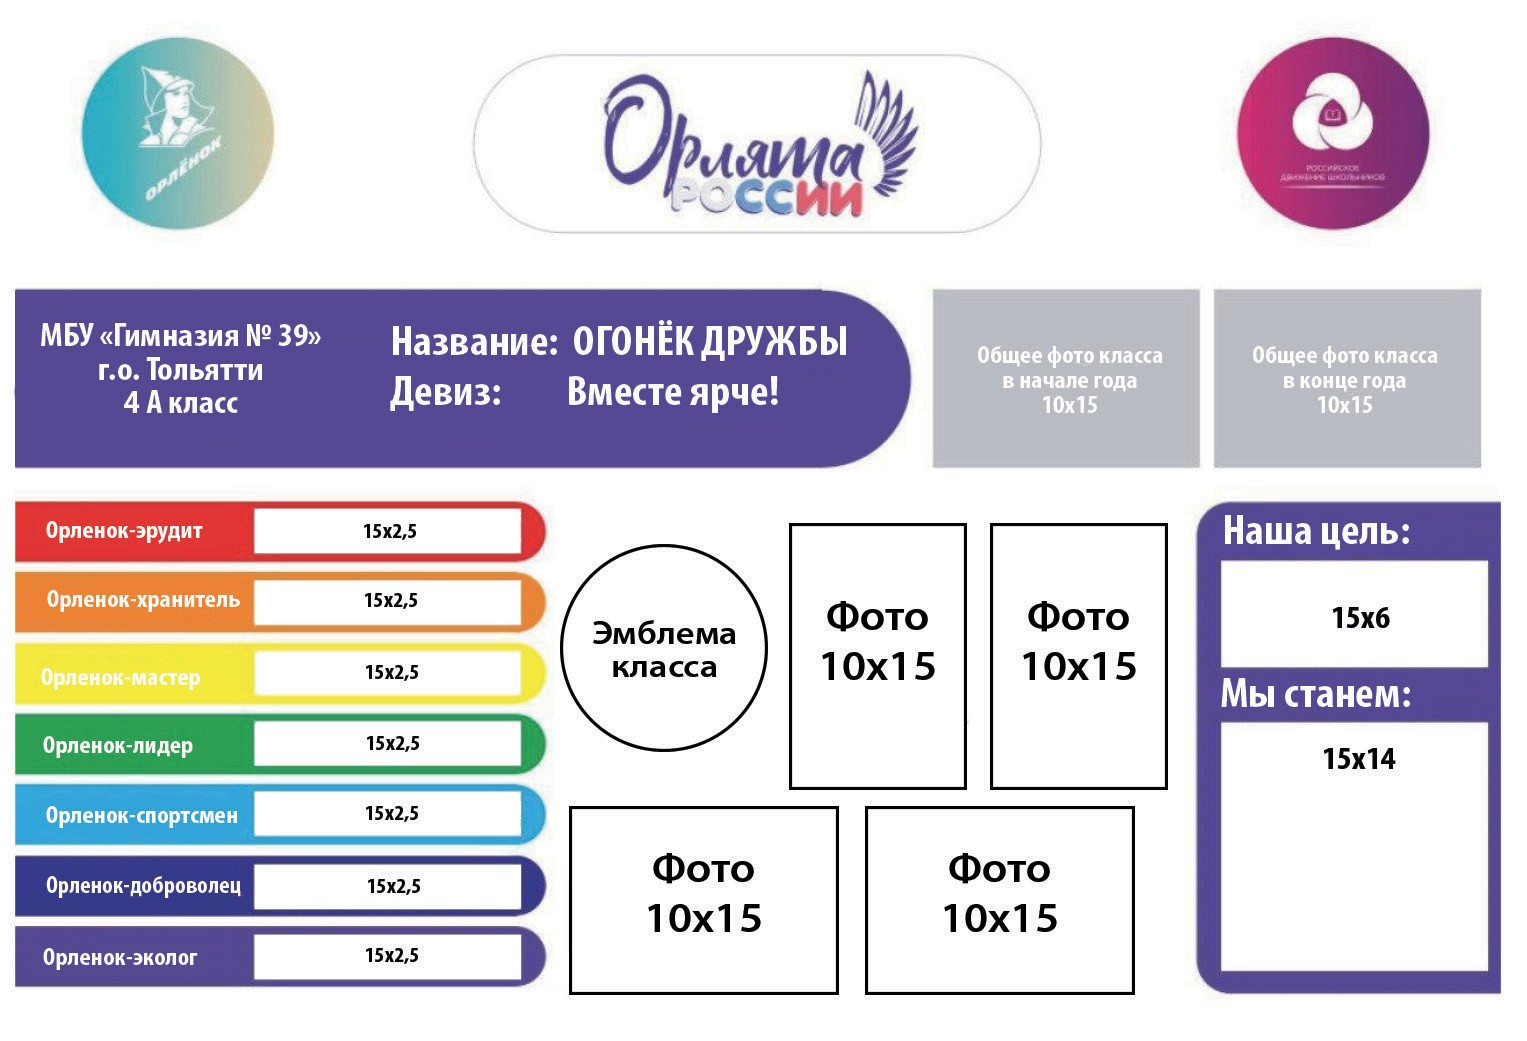 ОРЛЁНОК
Орлята
РОССИИ
РОССИЙСКОЕ
ДВИЖЕНИЕ ШКОЛЬНИКОВ
МБУ «Гимназия № 39»
г.о. Тольятти
4 А класс
Название: ОГОНЁК ДРУЖБЫ
Девиз: Вместе ярче!
Общее фото класса
в начале года
10х15
Общее фото класса
в конце года
10х15
Орленок-эрудит 15х2,5
Орленок-хранитель 15х2,5
Орленок-мастер 15х2,5
Орленок-лидер 15х2,5
Орленок-спортсмен 15х2,5
Орленок-доброволец 15х2,5
Орленок-эколог 15х2,5
Эмблема
класса
Фото
10х15
Фото
10х15
Фото
10х15
Фото
10х15
Наша цель:
15х6
Мы станем:
15х14